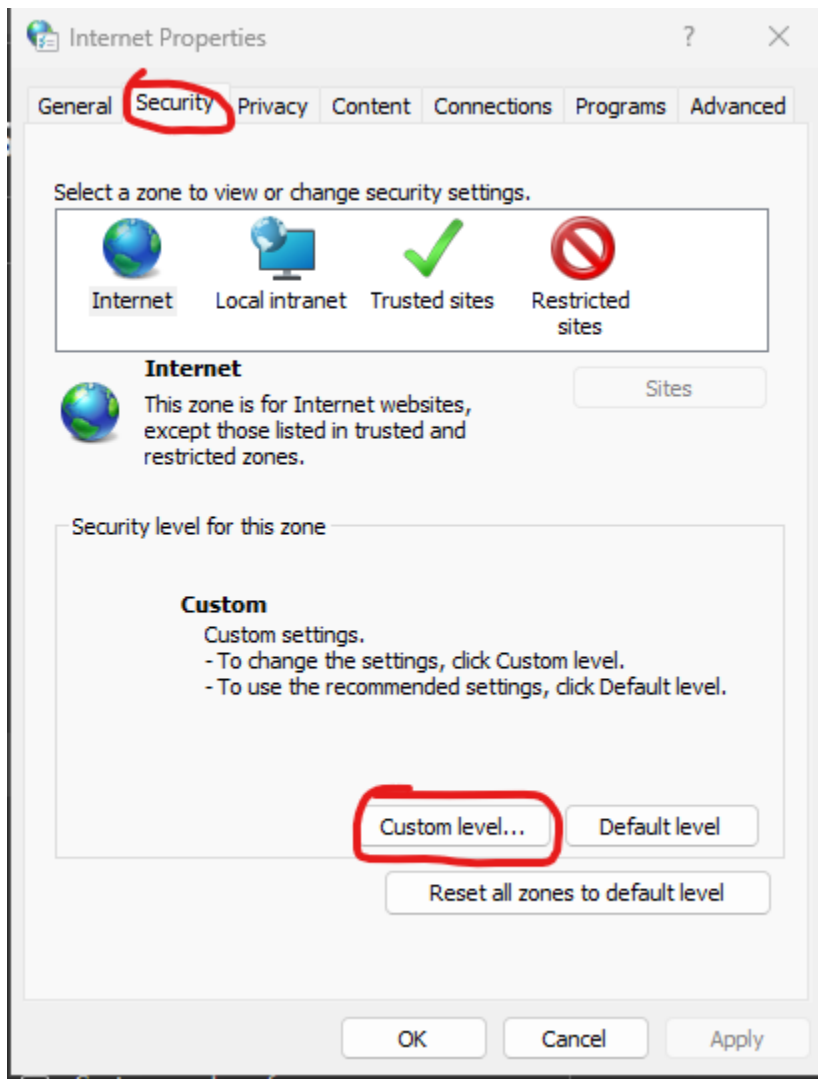 Internet Properties
?
General Security Privacy Content Connections Programs Advanced
Select a zone to view or change security settings.
Internet Local intranet Trusted sites Restricted sites
Internet
Sites
This zone is for Internet websites,
except those listed in trusted and
restricted zones.
Security level for this zone
Custom
Custom settings.
- To change the settings, click Custom level.
- To use the recommended settings, click Default level.
Custom level... Default level
Reset all zones to default level
OK Cancel Apply